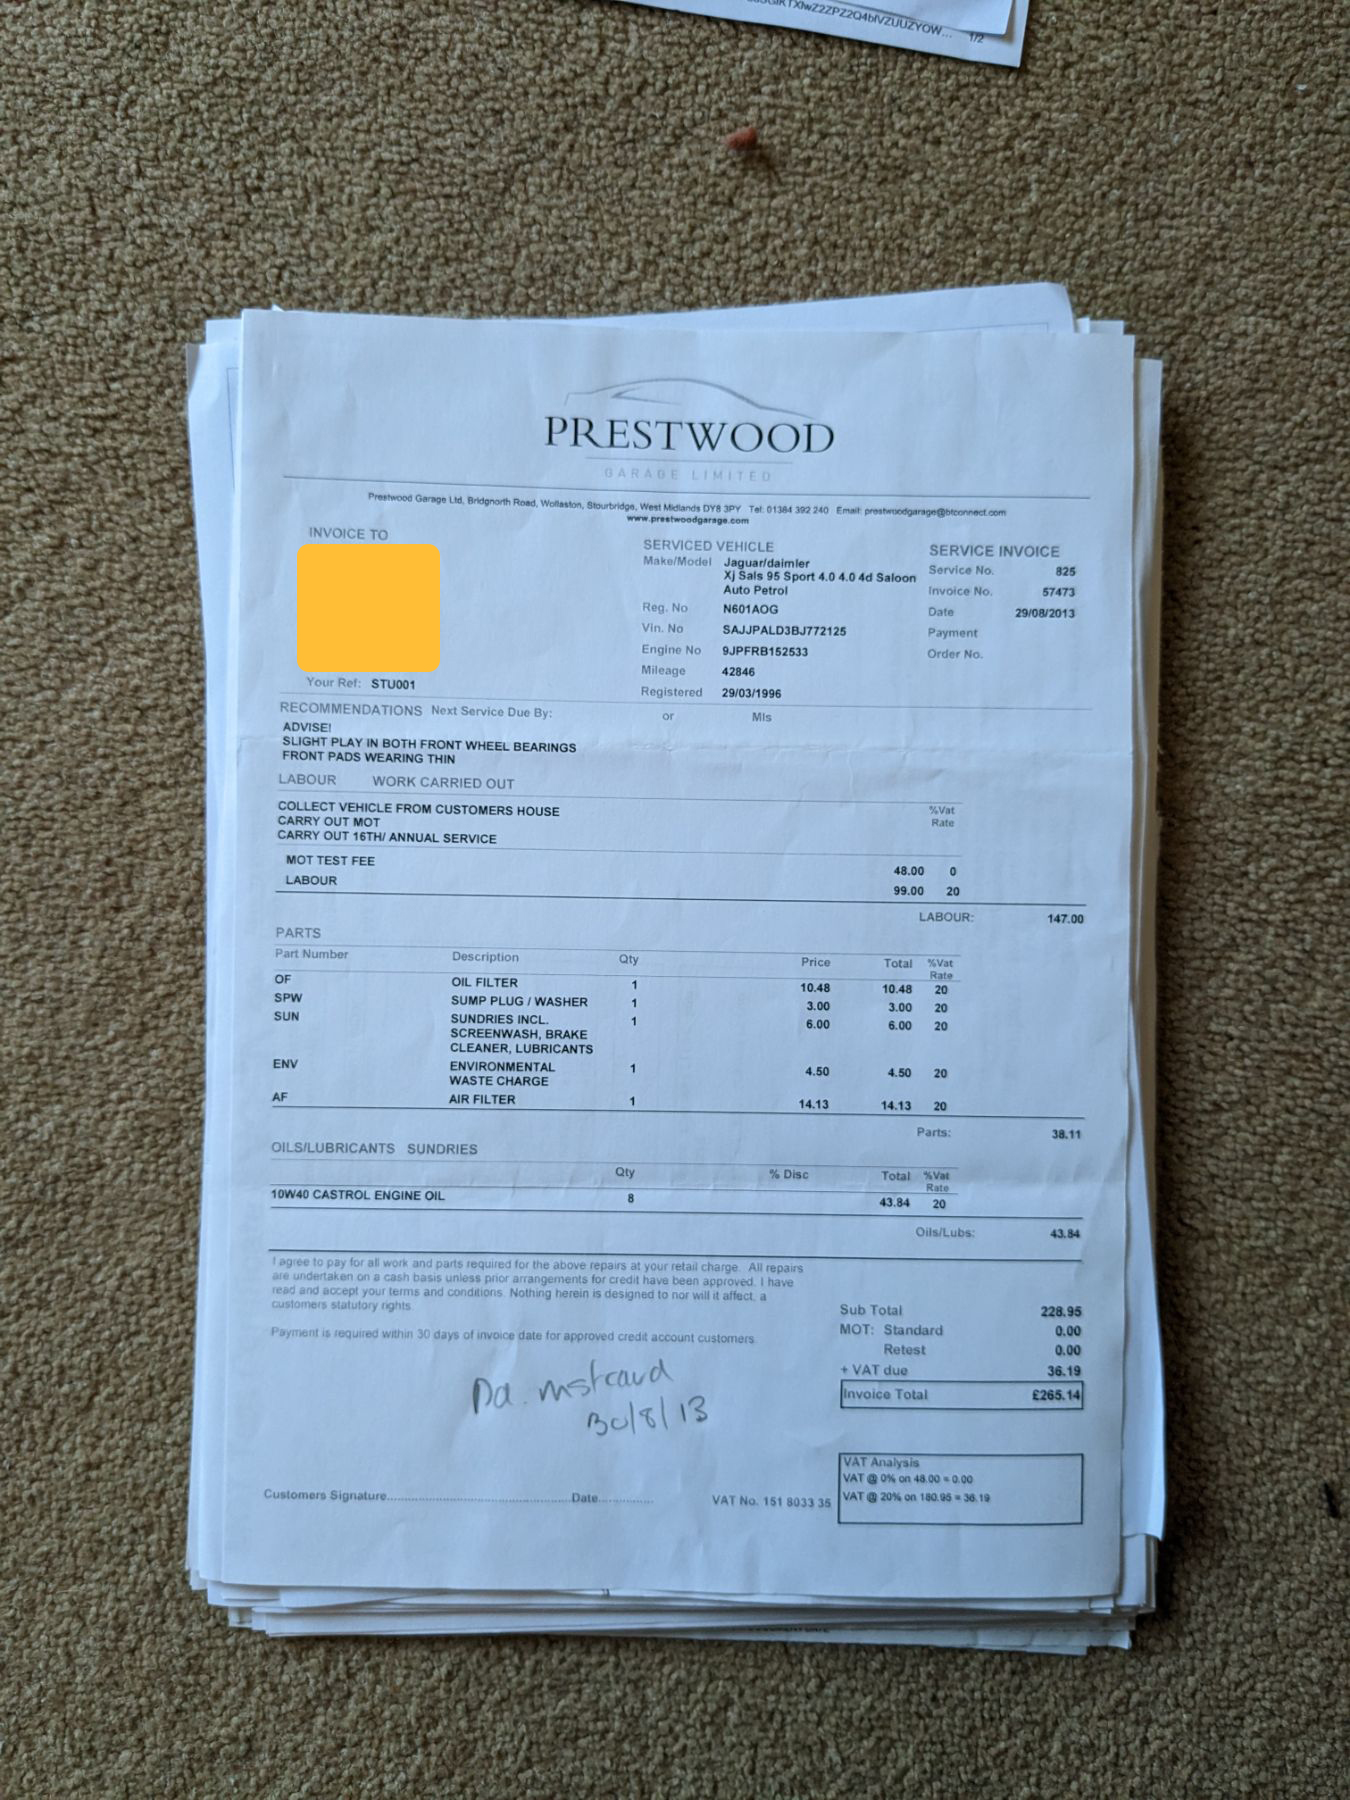 1/2
PRESTWOOD
GARAGE LIMITED
Prestwood Garage Ltd, Bridgnorth Road, Wollaston, Stourbridge, West Midlands DY8 3PY Tel: 01384 392 240 Email: prestwoodgarage@btconnect.com
www.prestwoodgarage.com
INVOICE TO
Your Ref: STU001
SERVICED VEHICLE
Make/Model Jaguar/daimler
Xj Sals 95 Sport 4.0 4.0 4d Saloon
Auto Petrol
Reg. No N601AOG
Vin. No SAJJPALD3BJ772125
Engine No 9JPFRB152533
Mileage 42846
Registered 29/03/1996
SERVICE INVOICE
Service No. 825
Invoice No. 57473
Date 29/08/2013
Payment
Order No.
RECOMMENDATIONS Next Service Due By: or Mls
ADVISE!
SLIGHT PLAY IN BOTH FRONT WHEEL BEARINGS
FRONT PADS WEARING THIN
LABOUR WORK CARRIED OUT
%Vat
Rate
COLLECT VEHICLE FROM CUSTOMERS HOUSE
CARRY OUT MOT
CARRY OUT 16TH/ ANNUAL SERVICE
MOT TEST FEE 48.00 0
LABOUR 99.00 20
LABOUR: 147.00
PARTS
Part Number Description Qty Price Total %Vat
Rate
OF OIL FILTER 1 10.48 10.48 20
SPW SUMP PLUG / WASHER 1 3.00 3.00 20
SUN SUNDRIES INCL. 1 6.00 6.00 20
SCREENWASH, BRAKE
CLEANER, LUBRICANTS
ENV ENVIRONMENTAL 1 4.50 4.50 20
WASTE CHARGE
AF AIR FILTER 1 14.13 14.13 20
Parts: 38.11
OILS/LUBRICANTS SUNDRIES
Qty % Disc Total %Vat
Rate
10W40 CASTROL ENGINE OIL 8 43.84 20
Oils/Lubs: 43.84
I agree to pay for all work and parts required for the above repairs at your retail charge. All repairs
are undertaken on a cash basis unless prior arrangements for credit have been approved. I have
read and accept your terms and conditions. Nothing herein is designed to nor will it affect, a
customers statutory rights.
Payment is required within 30 days of invoice date for approved credit account customers.
Sub Total 228.95
MOT: Standard 0.00
Retest 0.00
+ VAT due 36.19
Invoice Total £265.14
Pd. mstcard
30/8/13
VAT Analysis
VAT @ 0% on 48.00 = 0.00
VAT @ 20% on 180.95 = 36.19
Customers Signature Date VAT No. 151 8033 35